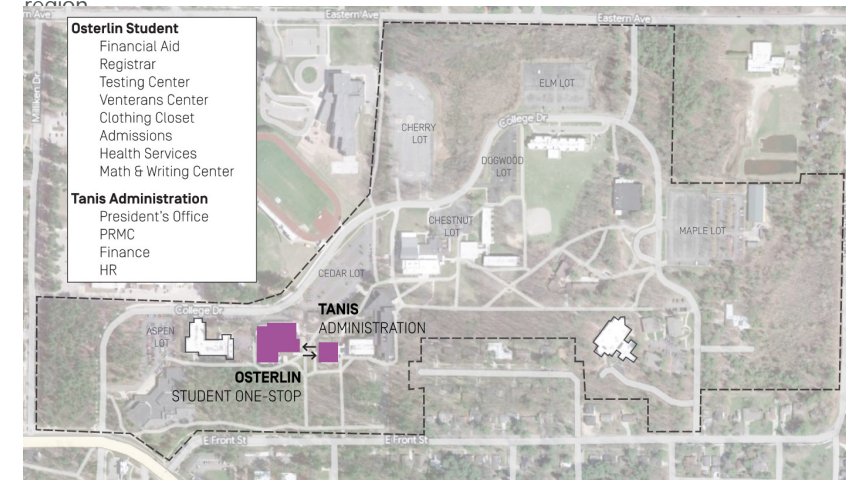 region
n Ave
Eastern Ave
Eastern Ave
Osterlin Student
Financial Aid
Registrar
Testing Center
Venterans Center
Clothing Closet
Admissions
Health Services
Math & Writing Center
Tanis Administration
President's Office
PRMC
Finance
HR
Milliken Dr
ELM LOT
CHERRY
LOT
College Dr
DOGWOOD
LOT
CHESTNUT
LOT
MAPLE LOT
CEDAR LOT
College Dr
ASPEN
LOT
TANIS
ADMINISTRATION
OSTERLIN
STUDENT ONE-STOP
E Front St
E Front St